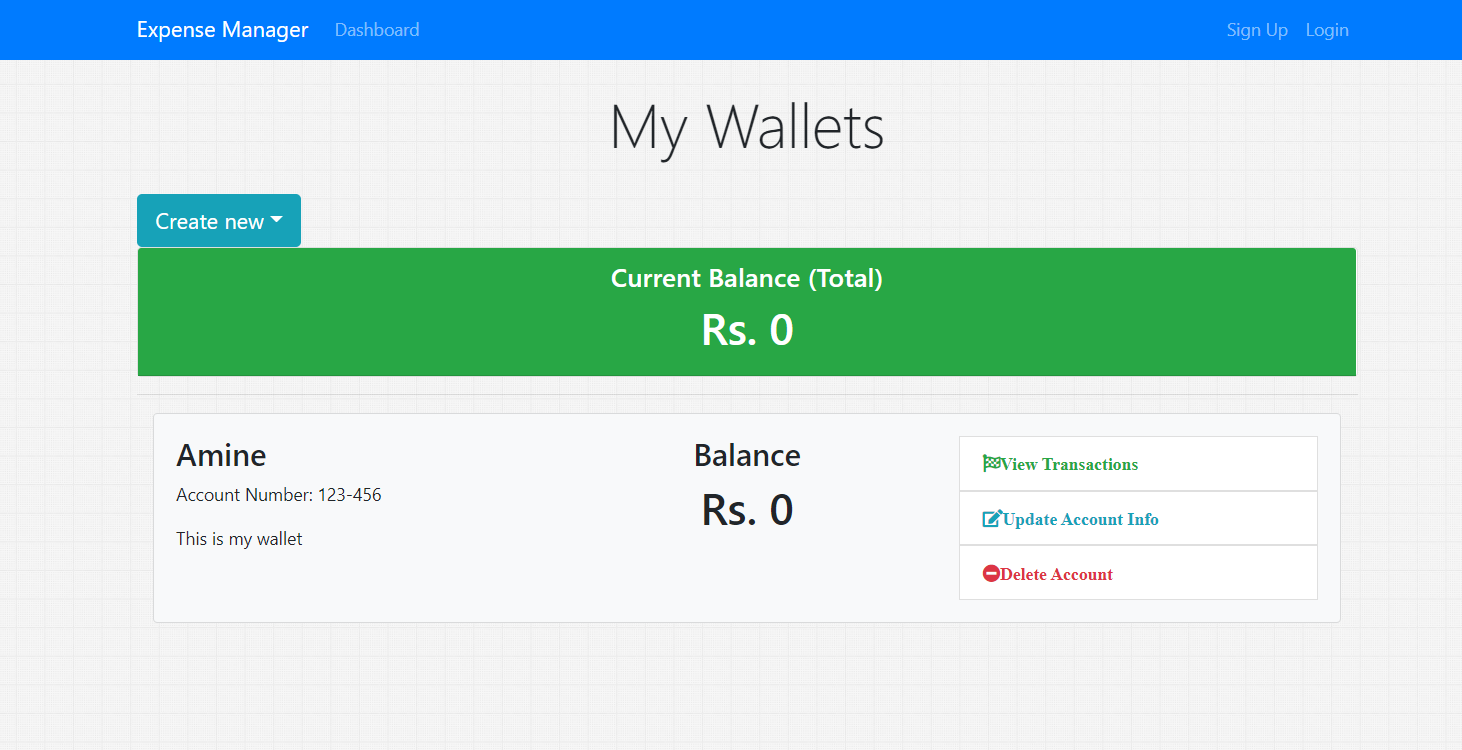 Expense Manager Dashboard Sign Up Login
My Wallets
Create new
Current Balance (Total)
Rs. 0
Amine
Account Number: 123-456
This is my wallet
Balance
Rs. 0
View Transactions
Update Account Info
Delete Account